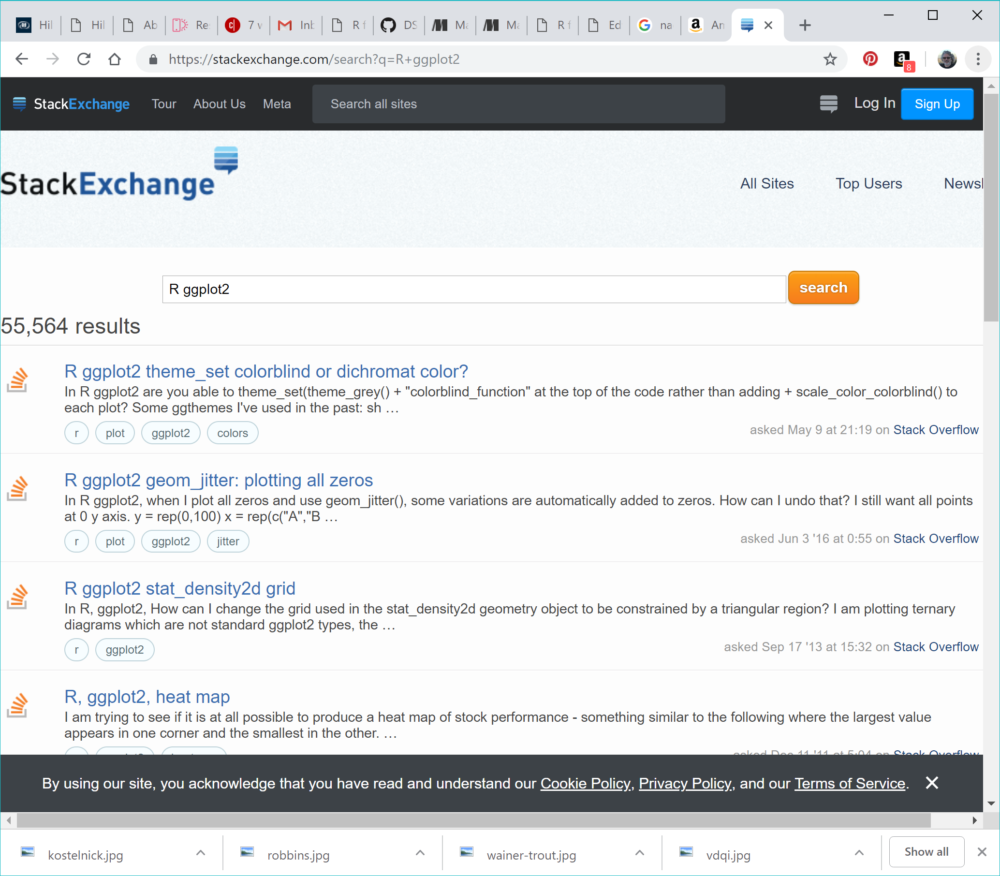 Hil
Hil
Ab
Re
7 w
Inb
R f
DS
Ma
Ma
R f
Ed
na
Am
https://stackexchange.com/search?q=R+ggplot2
8
StackExchange Tour About Us Meta Search all sites Log In Sign Up
StackExchange
All Sites Top Users Newsl
R ggplot2 search
55,564 results
R ggplot2 theme_set colorblind or dichromat color?
In R ggplot2 are you able to theme_set(theme_grey() + "colorblind_function" at the top of the code rather than adding + scale_color_colorblind() to
each plot? Some ggthemes I've used in the past: sh …
r plot ggplot2 colors
asked May 9 at 21:19 on Stack Overflow
R ggplot2 geom_jitter: plotting all zeros
In R ggplot2, when I plot all zeros and use geom_jitter(), some variations are automatically added to zeros. How can I undo that? I still want all points
at 0 y axis. y = rep(0,100) x = rep(c("A","B …
r plot ggplot2 jitter
asked Jun 3 '16 at 0:55 on Stack Overflow
R ggplot2 stat_density2d grid
In R, ggplot2, How can I change the grid used in the stat_density2d geometry object to be constrained by a triangular region? I am plotting ternary
diagrams which are not standard ggplot2 types, the …
r ggplot2
asked Sep 17 '13 at 15:32 on Stack Overflow
R, ggplot2, heat map
I am trying to see if it is at all possible to produce a heat map of stock performance - something similar to the following where the largest value
appears in one corner and the smallest in the other. …
asked Dec 11 '11 at 5:04 on Stack Overflow
By using our site, you acknowledge that you have read and understand our Cookie Policy, Privacy Policy, and our Terms of Service.
kostelnick.jpg robbins.jpg wainer-trout.jpg vdqi.jpg Show all